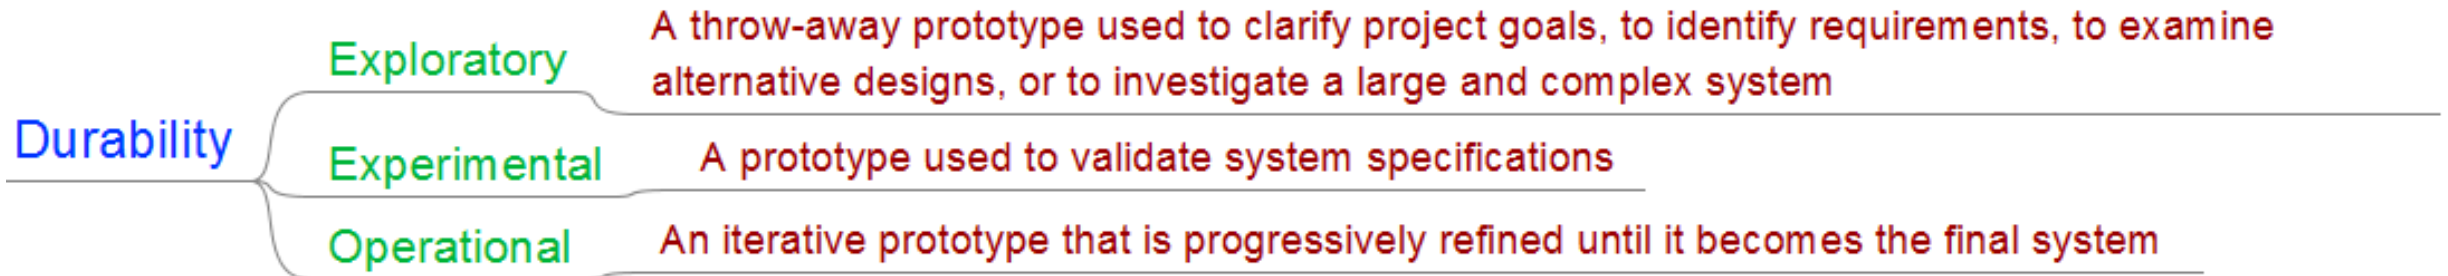 Durability
Exploratory
A throw-away prototype used to clarify project goals, to identify requirements, to examine
alternative designs, or to investigate a large and complex system
Experimental
A prototype used to validate system specifications
Operational
An iterative prototype that is progressively refined until it becomes the final system